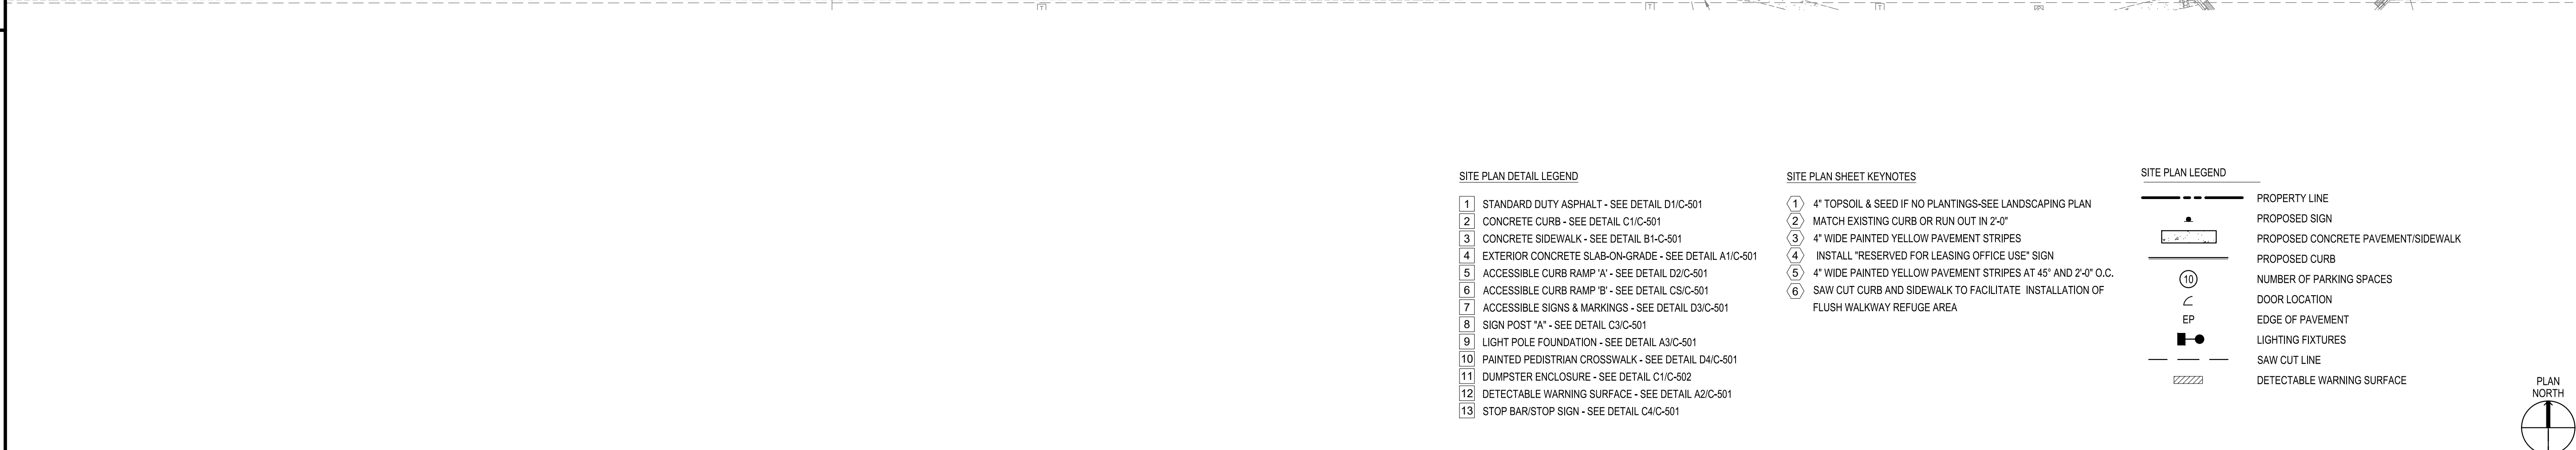 SITE PLAN DETAIL LEGEND
1 STANDARD DUTY ASPHALT - SEE DETAIL D1/C-501
2 CONCRETE CURB - SEE DETAIL C1/C-501
3 CONCRETE SIDEWALK - SEE DETAIL B1-C-501
4 EXTERIOR CONCRETE SLAB-ON-GRADE - SEE DETAIL A1/C-501
5 ACCESSIBLE CURB RAMP 'A' - SEE DETAIL D2/C-501
6 ACCESSIBLE CURB RAMP 'B' - SEE DETAIL CS/C-501
7 ACCESSIBLE SIGNS & MARKINGS - SEE DETAIL D3/C-501
8 SIGN POST "A" - SEE DETAIL C3/C-501
9 LIGHT POLE FOUNDATION - SEE DETAIL A3/C-501
10 PAINTED PEDISTRIAN CROSSWALK - SEE DETAIL D4/C-501
11 DUMPSTER ENCLOSURE - SEE DETAIL C1/C-502
12 DETECTABLE WARNING SURFACE - SEE DETAIL A2/C-501
13 STOP BAR/STOP SIGN - SEE DETAIL C4/C-501
SITE PLAN SHEET KEYNOTES
1 4" TOPSOIL & SEED IF NO PLANTINGS-SEE LANDSCAPING PLAN
2 MATCH EXISTING CURB OR RUN OUT IN 2'-0"
3 4" WIDE PAINTED YELLOW PAVEMENT STRIPES
4 INSTALL "RESERVED FOR LEASING OFFICE USE" SIGN
5 4" WIDE PAINTED YELLOW PAVEMENT STRIPES AT 45° AND 2'-0" O.C.
6 SAW CUT CURB AND SIDEWALK TO FACILITATE INSTALLATION OF
FLUSH WALKWAY REFUGE AREA
SITE PLAN LEGEND
PROPERTY LINE
PROPOSED SIGN
PROPOSED CONCRETE PAVEMENT/SIDEWALK
PROPOSED CURB
10 NUMBER OF PARKING SPACES
DOOR LOCATION
EP EDGE OF PAVEMENT
LIGHTING FIXTURES
SAW CUT LINE
DETECTABLE WARNING SURFACE
PLAN
NORTH